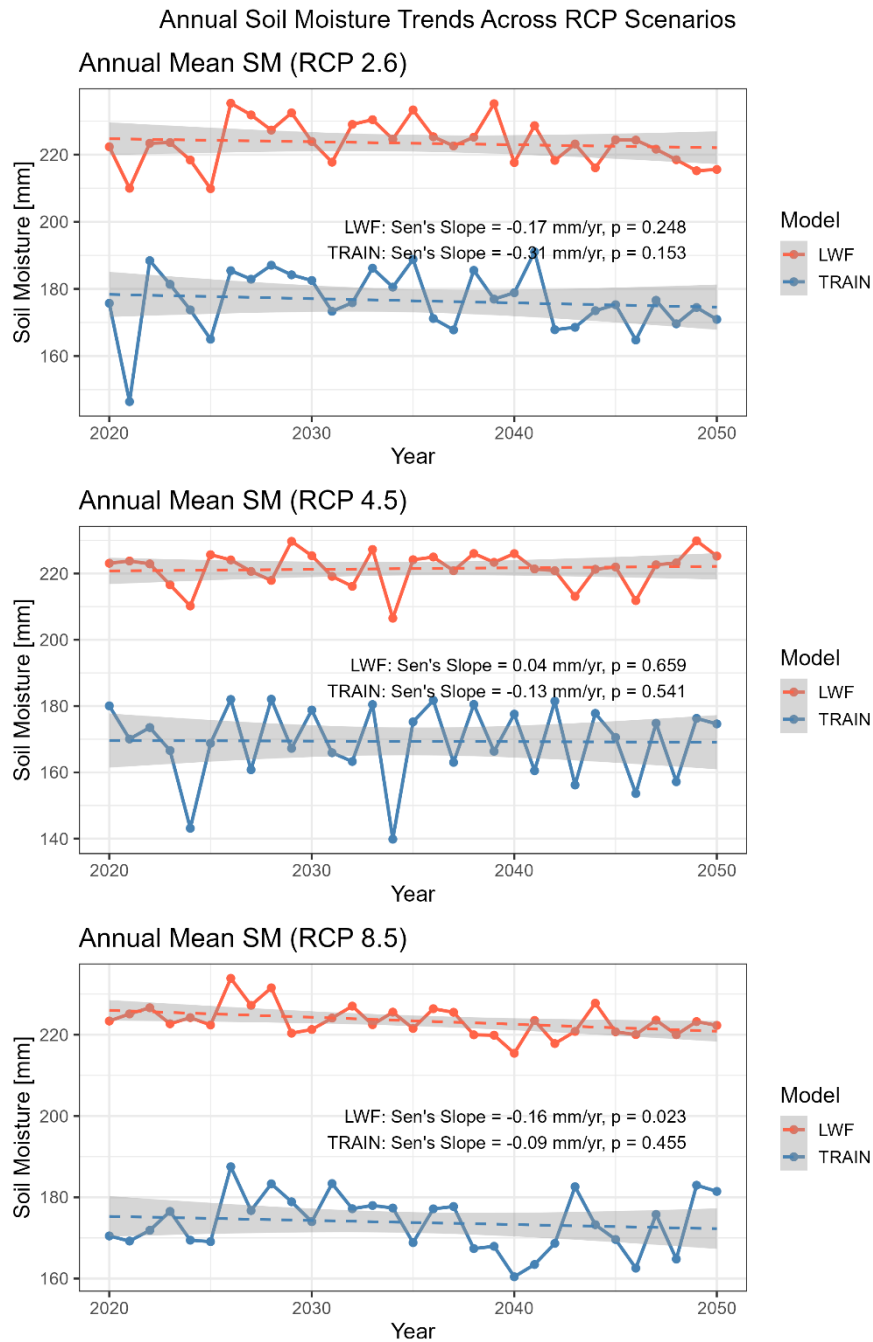 Annual Soil Moisture Trends Across RCP Scenarios
Annual Mean SM (RCP 2.6)
Soil Moisture [mm]
220
200
180
160
LWF: Sen's Slope = -0.17 mm/yr, p = 0.248
TRAIN: Sen's Slope = -0.31 mm/yr, p = 0.153
2020
2030
2040
2050
Year
Model
LWF
TRAIN
Annual Mean SM (RCP 4.5)
Soil Moisture [mm]
220
200
180
160
140
LWF: Sen's Slope = 0.04 mm/yr, p = 0.659
TRAIN: Sen's Slope = -0.13 mm/yr, p = 0.541
2020
2030
2040
2050
Year
Model
LWF
TRAIN
Annual Mean SM (RCP 8.5)
Soil Moisture [mm]
220
200
180
160
LWF: Sen's Slope = -0.16 mm/yr, p = 0.023
TRAIN: Sen's Slope = -0.09 mm/yr, p = 0.455
2020
2030
2040
2050
Year
Model
LWF
TRAIN